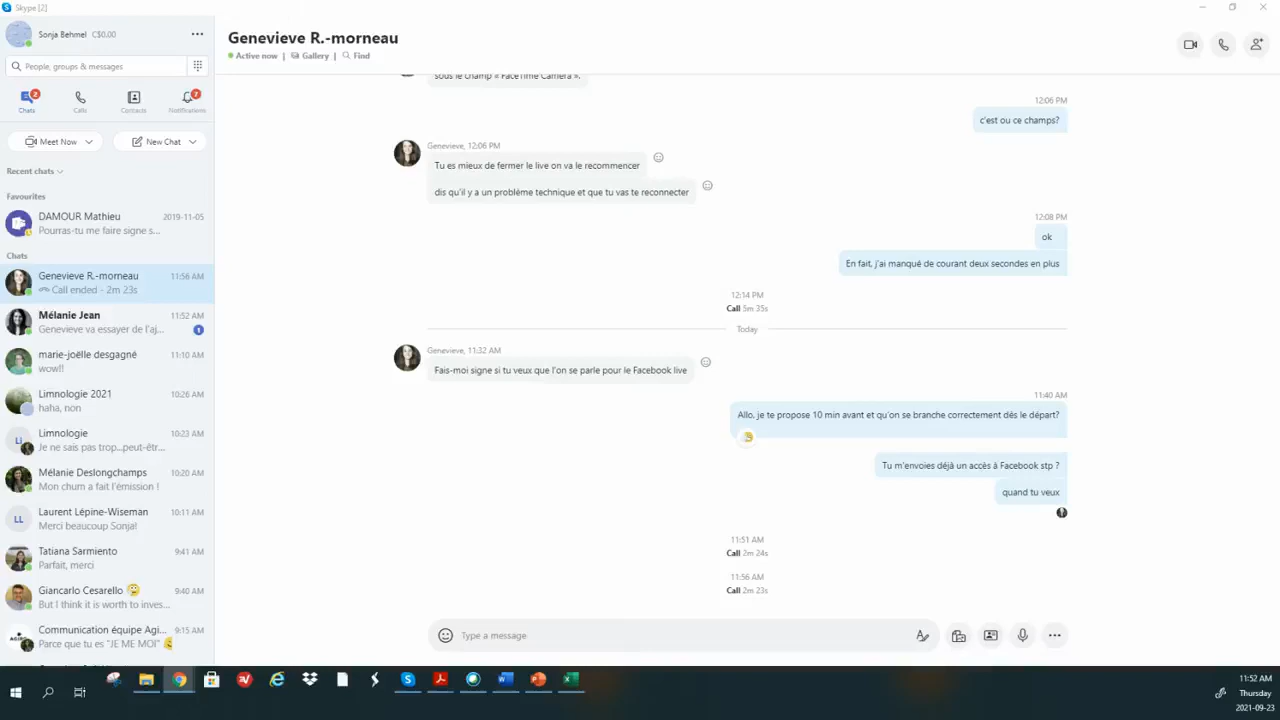 Skype [2]
Sonja Behmel C$0.00
People, groups & messages
2
7
Chats
Calls
Contacts
Notifications
Meet Now
New Chat
Recent chats
Favourites
DAMOUR Mathieu 2019-11-05
Pourras-tu me faire signe s...
Chats
Genevieve R.-morneau 11:56 AM
Call ended - 2m 23s
Mélanie Jean 11:52 AM
Genevieve va essayer de l'aj... 1
marie-joëlle desgagné 11:10 AM
wow!!
Limnologie 2021 10:26 AM
haha, non
Li
Limnologie 10:23 AM
Je ne sais pas trop...peut-êtr...
Mélanie Deslongchamps 10:20 AM
Mon chum a fait l'émission !
LL
Laurent Lépine-Wiseman 10:11 AM
Merci beaucoup Sonja!
Tatiana Sarmiento 9:41 AM
Parfait, merci
Giancarlo Cesarello 9:40 AM
But I think it is worth to inves...
Communication équipe Agi... 9:15 AM
Parce que tu es "JE ME MOI"
Genevieve R.-morneau
Active now | Gallery | Find
sous le champ « FaceTime Camera ».
12:06 PM
c'est ou ce champs?
Genevieve, 12:06 PM
Tu es mieux de fermer le live on va le recommencer
dis qu'il y a un problème technique et que tu vas te reconnecter
12:08 PM
ok
En fait, j'ai manqué de courant deux secondes en plus
12:14 PM
Call 5m 35s
Today
Genevieve, 11:32 AM
Fais-moi signe si tu veux que l'on se parle pour le Facebook live
11:40 AM
Allo, je te propose 10 min avant et qu'on se branche correctement dès le départ?
Tu m'envoies déjà un accès à Facebook stp ?
quand tu veux
11:51 AM
Call 2m 24s
11:56 AM
Call 2m 23s
Type a message
11:52 AM
Thursday
2021-09-23